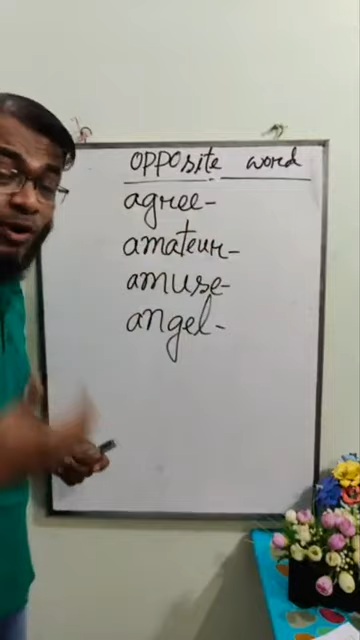 opposite word
agree-
amateur-
amuse-
angel-